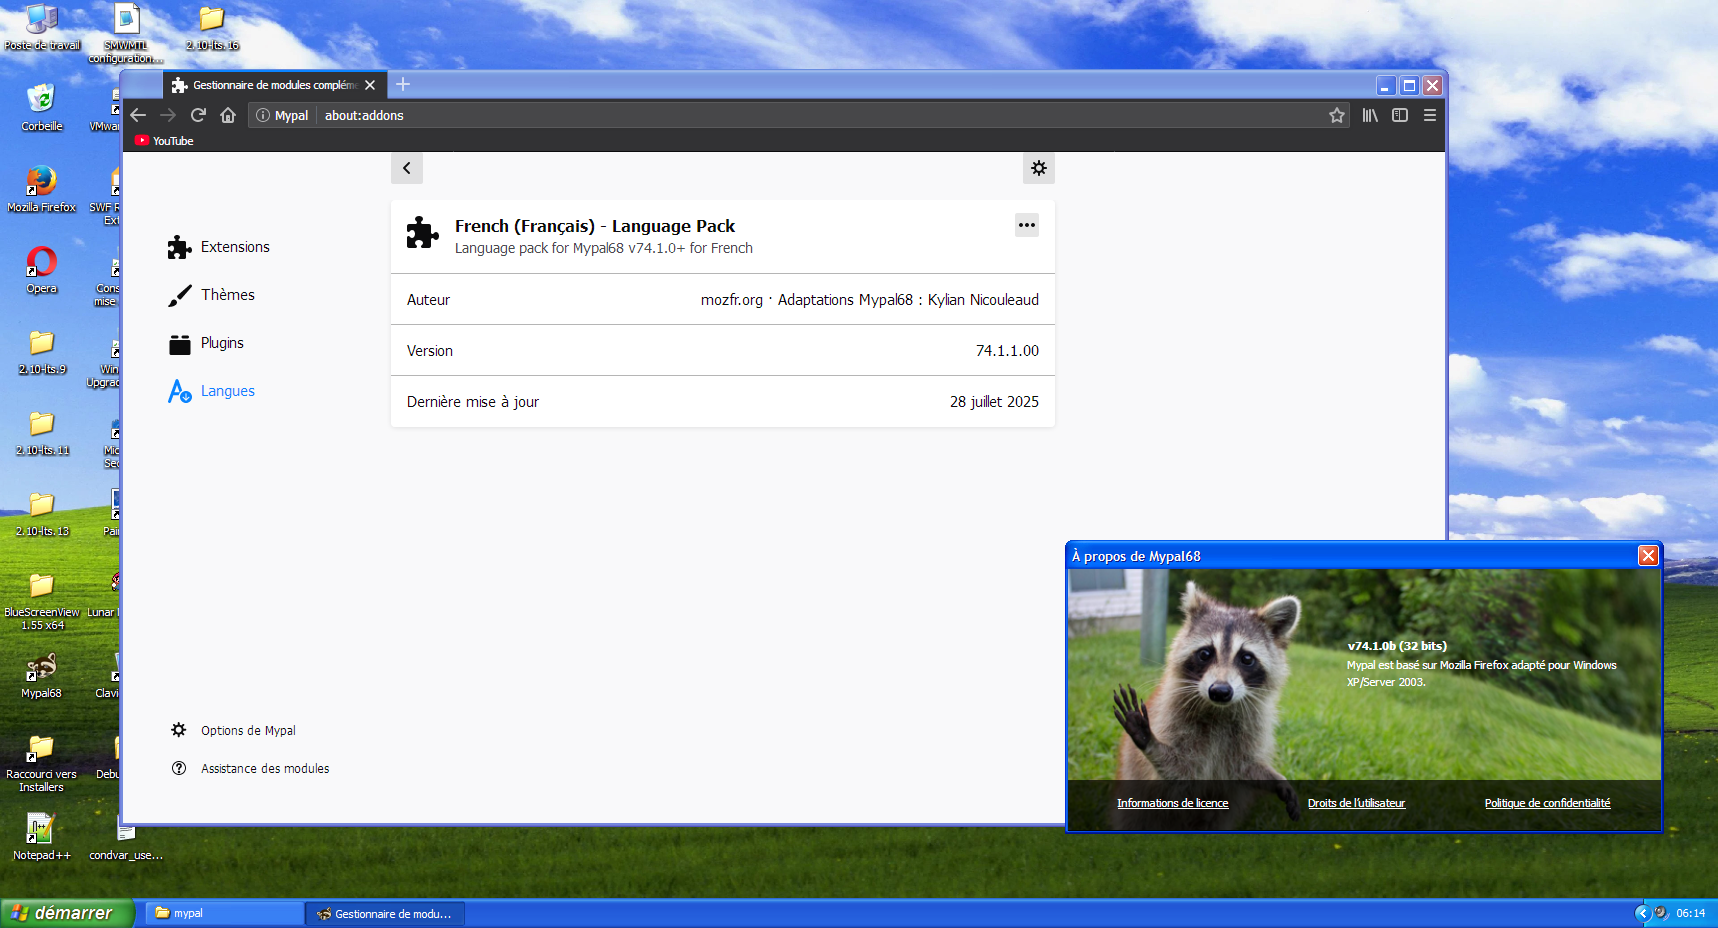 Poste de travail
SMWMTL
configuration...
2.10-lts.16
Corbeille
VMwar
Mozilla Firefox
SWF R
Ext
Opera
Cons
mise
2.10-lts.9
Win
Upgrad
2.10-lts.11
Mic
Sec
2.10-lts.13
Pai
BlueScreenView
1.55 x64
Lunar
Mypal68
Clavi
Raccourci vers
Installers
Debu
Notepad++
condvar_use...
Gestionnaire de modules compléme
Mypal
about:addons
YouTube
Extensions
Thèmes
Plugins
Langues
Options de Mypal
Assistance des modules
French (Français) - Language Pack
Language pack for Mypal68 v74.1.0+ for French
Auteur
mozfr.org · Adaptations Mypal68 : Kylian Nicouleaud
Version
74.1.1.00
Dernière mise à jour
28 juillet 2025
À propos de Mypal68
v74.1.0b (32 bits)
Mypal est basé sur Mozilla Firefox adapté pour Windows
XP/Server 2003.
Informations de licence
Droits de l'utilisateur
Politique de confidentialité
démarrer
mypal
Gestionnaire de modu...
06:14